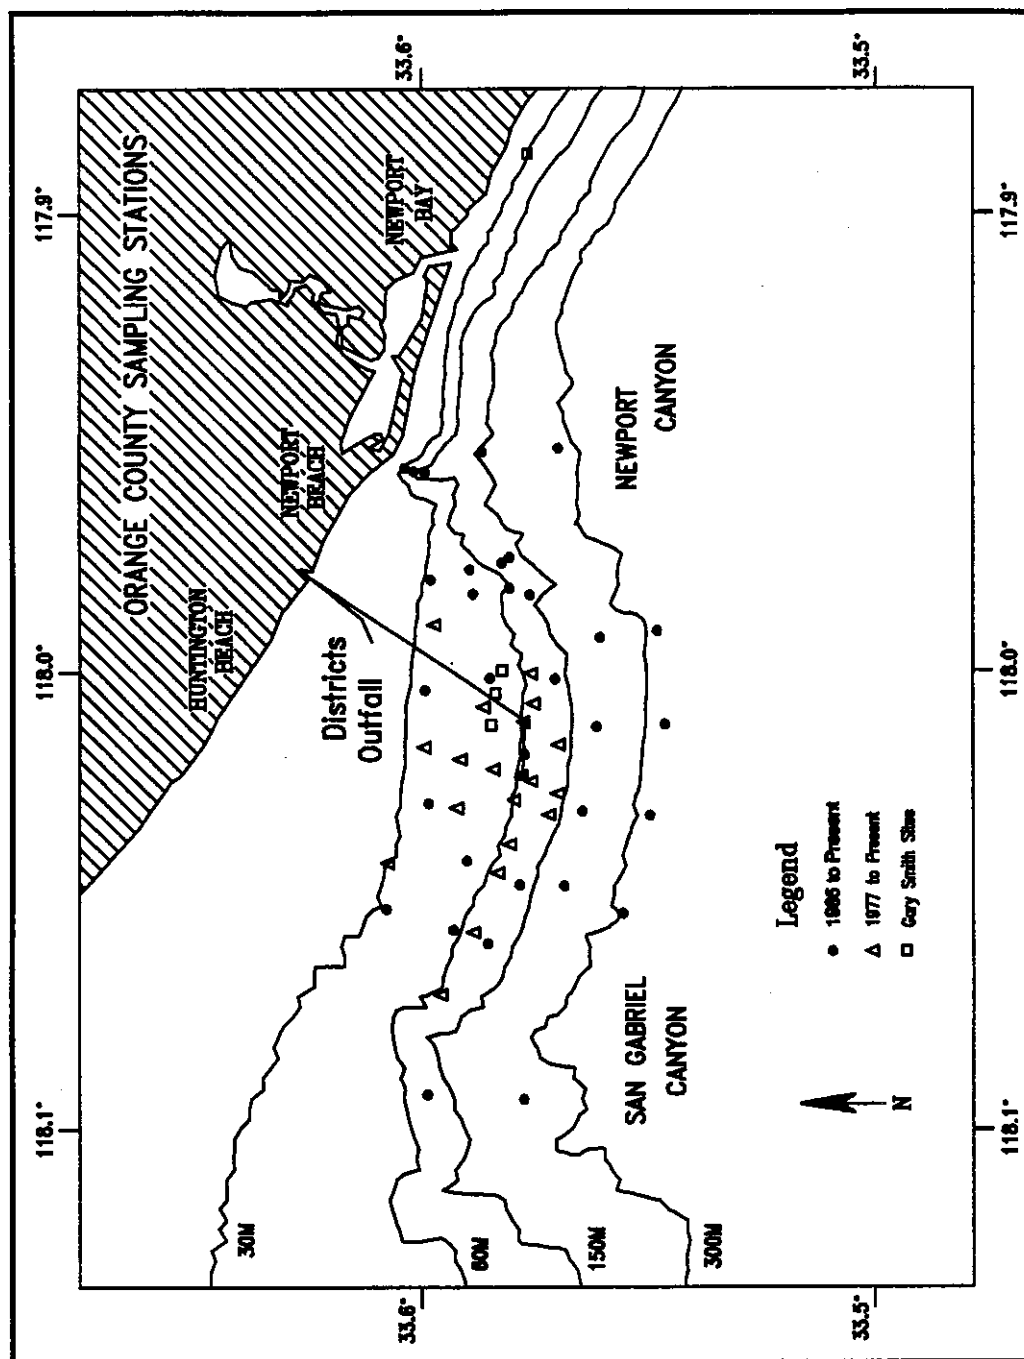 ORANGE COUNTY SAMPLING STATIONS
117.9°
118.0°
118.1°
33.6°
33.5°
HUNTINGTON
BEACH
NEWPORT
BEACH
NEWPORT
BAY
Districts
Outfall
NEWPORT
CANYON
SAN GABRIEL
CANYON
30M
60M
150M
300M
Legend
1985 to Present
1977 to Present
Gary Smith Sites
N
33.6°
33.5°
117.9°
118.0°
118.1°